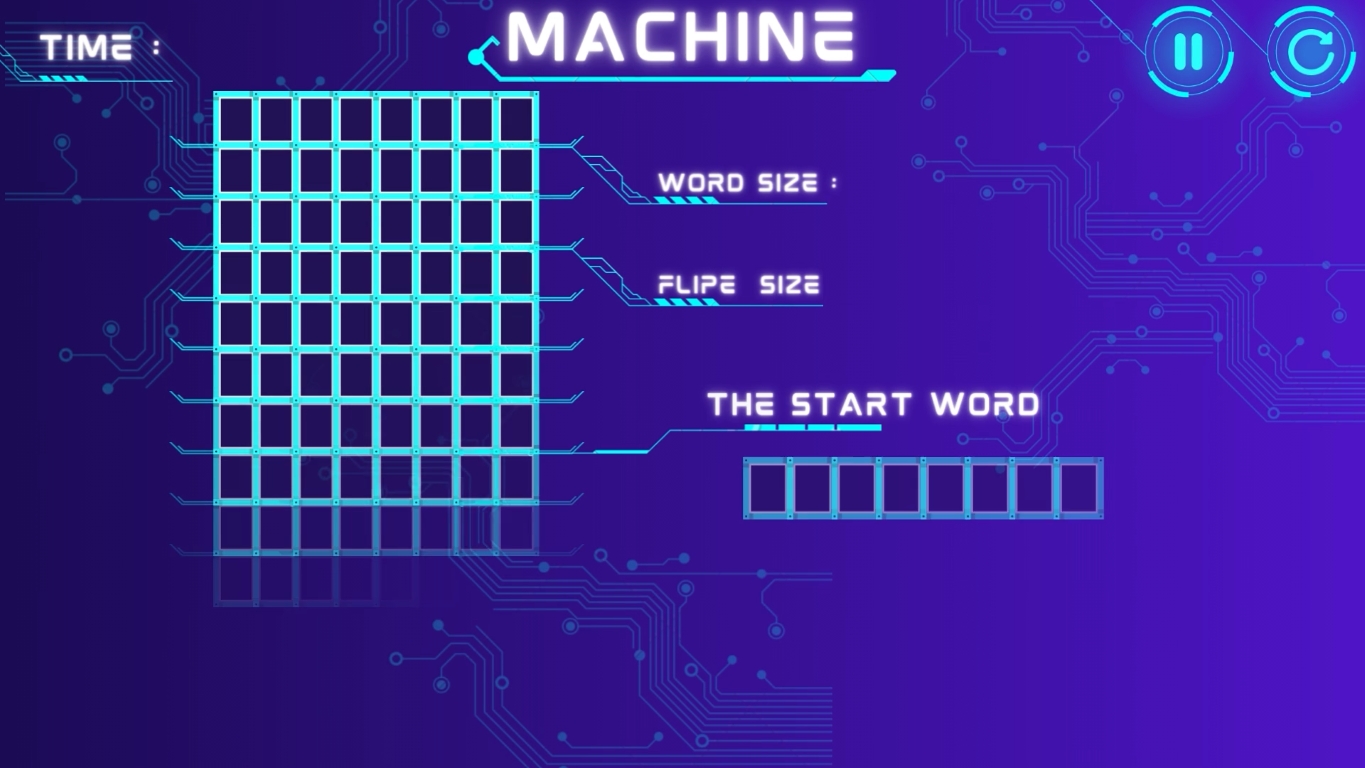 TIME :
MACHINE
WORD SIZE :
FLIPE SIZE
THE START WORD